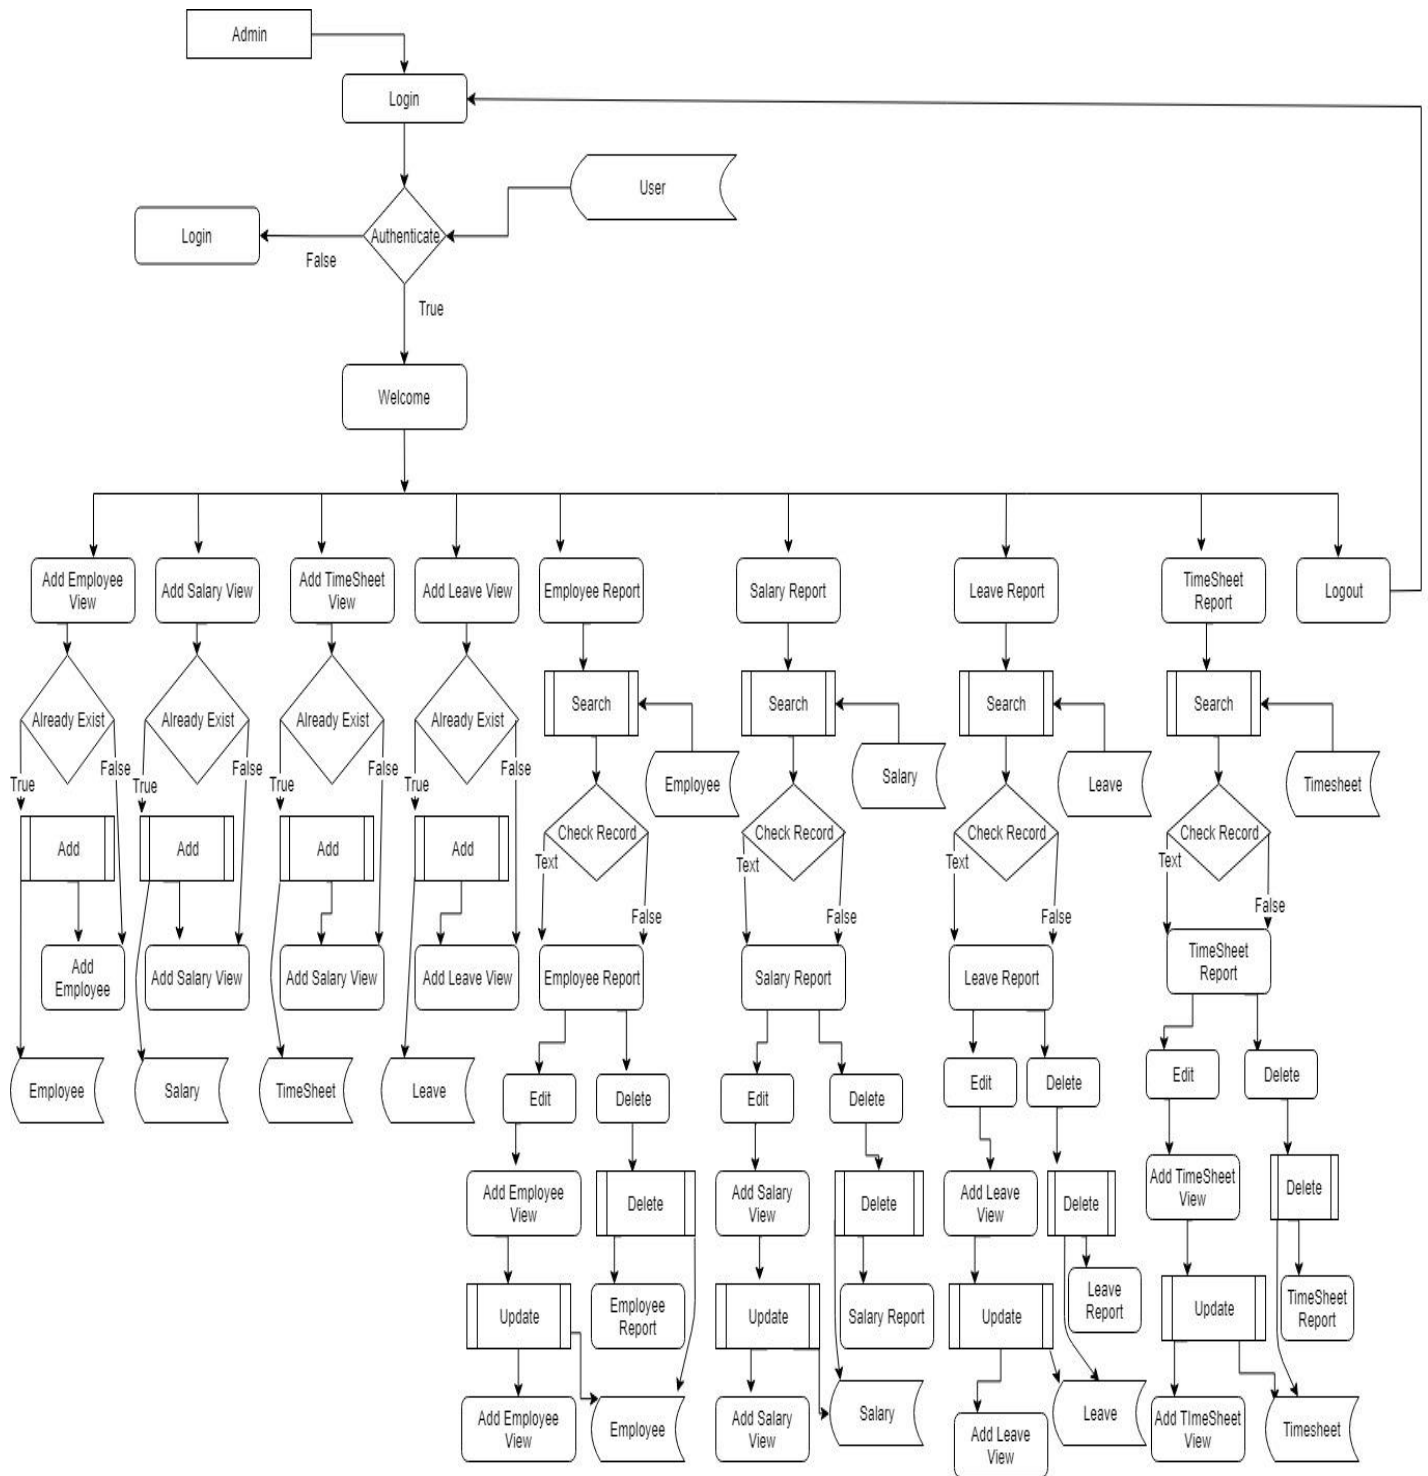 Admin
Login
User
Login
Authenticate
False
True
Welcome
Add Employee
View
Add Salary View
Add TimeSheet
View
Add Leave View
Employee Report
Salary Report
Leave Report
TimeSheet
Report
Logout
Already Exist
Already Exist
Already Exist
Already Exist
Search
Search
Search
Search
True
False
True
False
True
False
True
False
Employee
Salary
Leave
Timesheet
Add
Add
Add
Add
Check Record
Check Record
Check Record
Check Record
Text
False
Text
False
Text
False
Text
False
Add
Employee
Add Salary View
Add Salary View
Add Leave View
Employee Report
Salary Report
Leave Report
TimeSheet
Report
Employee
Salary
TimeSheet
Leave
Edit
Delete
Edit
Delete
Edit
Delete
Edit
Delete
Add Employee
View
Delete
Add Salary
View
Delete
Add Leave
View
Delete
Add TimeSheet
View
Delete
Update
Employee
Report
Update
Salary Report
Update
Leave
Report
Update
TimeSheet
Report
Add Employee
View
Employee
Add Salary
View
Salary
Add Leave
View
Leave
Add TImeSheet
View
Timesheet